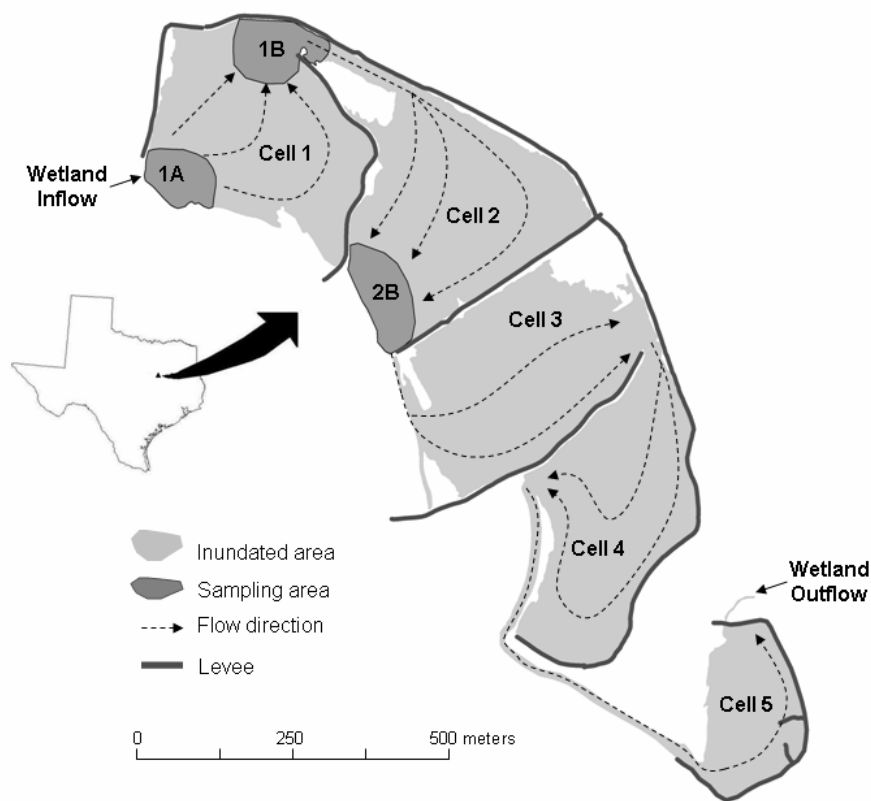 1B
Cell 1
Wetland
Inflow
1A
Cell 2
2B
Cell 3
Inundated area
Sampling area
Flow direction
Levee
Cell 4
Wetland
Outflow
Cell 5
0
250
500 meters